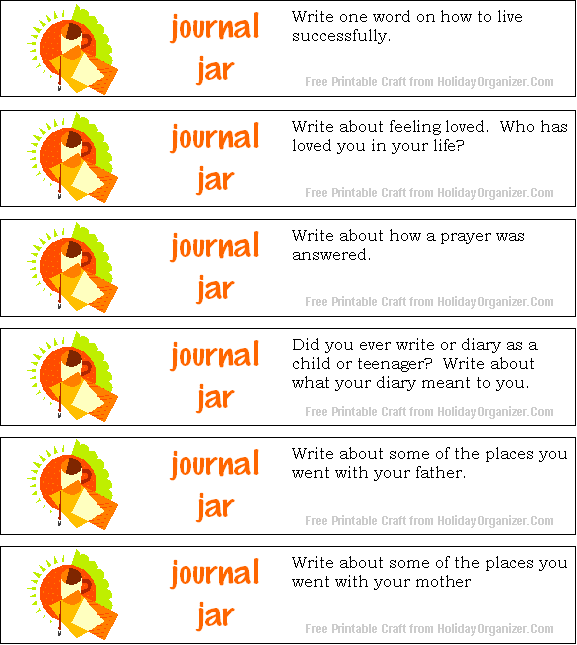 journal
jar
Write one word on how to live
successfully.
Free Printable Craft from HolidayOrganizer.Com
journal
jar
Write about feeling loved.  Who has
loved you in your life?
Free Printable Craft from HolidayOrganizer.Com
journal
jar
Write about how a prayer was
answered.
Free Printable Craft from HolidayOrganizer.Com
journal
jar
Did you ever write or diary as a
child or teenager?  Write about
what your diary meant to you.
Free Printable Craft from HolidayOrganizer.Com
journal
jar
Write about some of the places you
went with your father.
Free Printable Craft from HolidayOrganizer.Com
journal
jar
Write about some of the places you
went with your mother
Free Printable Craft from HolidayOrganizer.Com